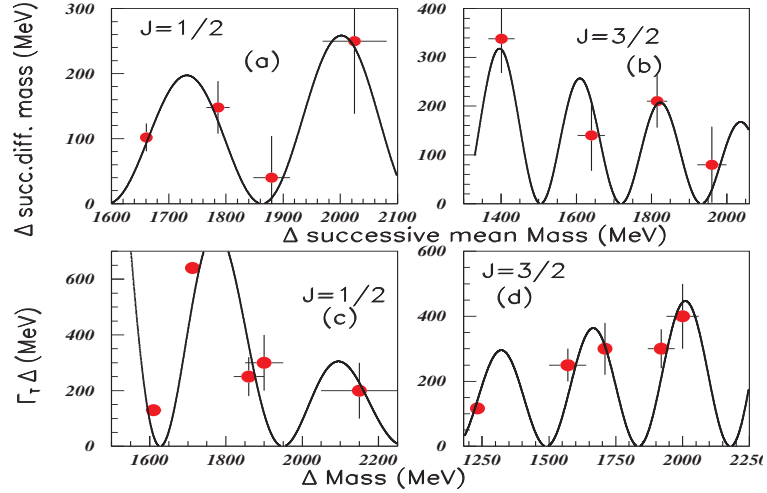 Δ succ.diff. mass (MeV)
300
200
100
0
J=1/2
(a)
1600 1700 1800 1900 2000 2100
400
300
200
100
0
J=3/2
(b)
1400 1600 1800 2000
Δ successive mean Mass (MeV)
Γ_T Δ (MeV)
600
400
200
0
J=1/2
(c)
1600 1800 2000 2200
600
400
200
0
J=3/2
(d)
1250 1500 1750 2000 2250
Δ Mass (MeV)